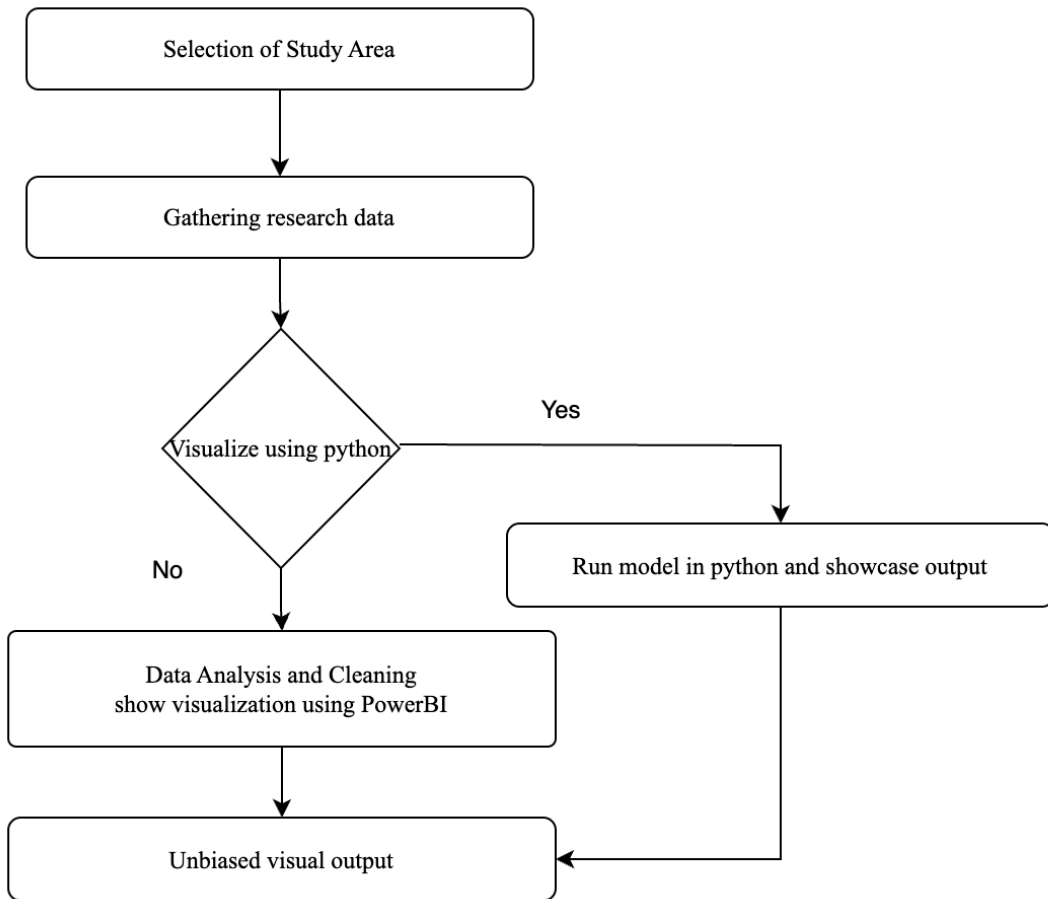 Selection of Study Area
Gathering research data
Visualize using python
Yes
No
Run model in python and showcase output
Data Analysis and Cleaning
show visualization using PowerBI
Unbiased visual output